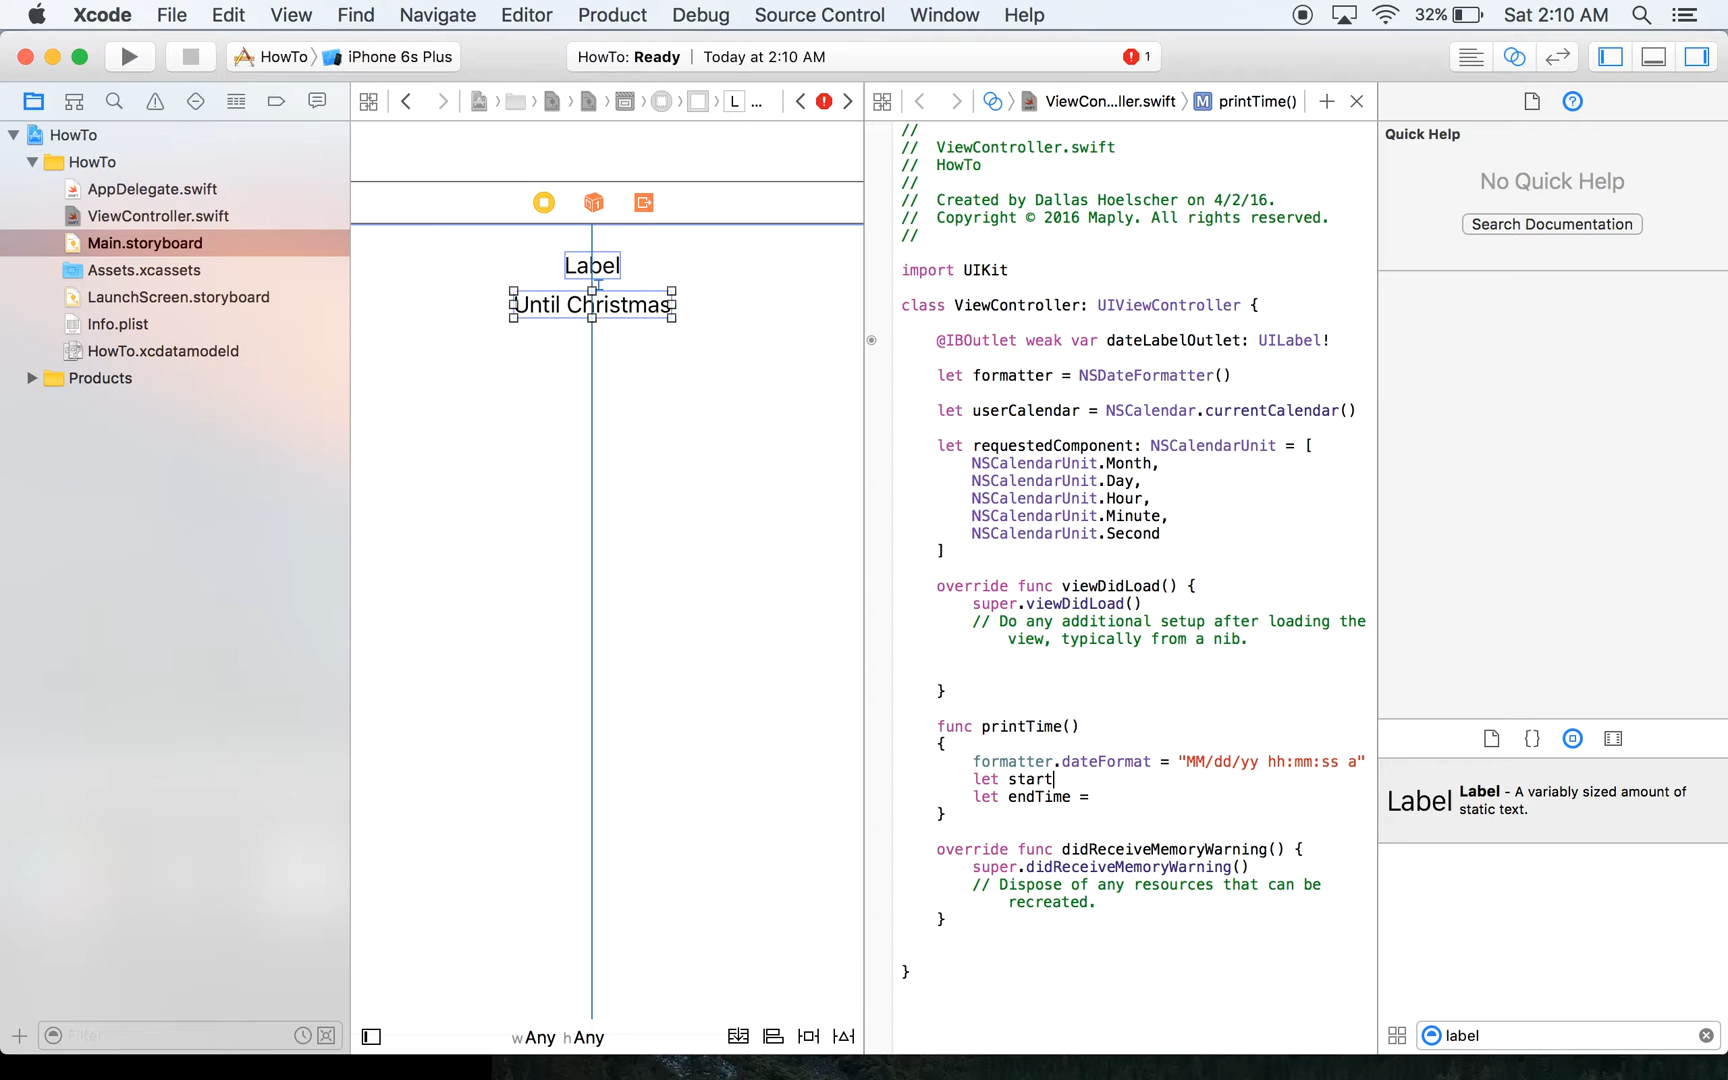 Xcode File Edit View Find Navigate Editor Product Debug Source Control Window Help 32% Sat 2:10 AM
HowTo iPhone 6s Plus HowTo: Ready | Today at 2:10 AM 1
L ... ViewCon...ller.swift M printTime()
HowTo
HowTo
AppDelegate.swift
ViewController.swift
Main.storyboard
Assets.xcassets
LaunchScreen.storyboard
Info.plist
HowTo.xcdatamodeld
Products
Filter
Label
Until Christmas
wAny hAny
//
// ViewController.swift
// HowTo
//
// Created by Dallas Hoelscher on 4/2/16.
// Copyright © 2016 Maply. All rights reserved.
//
import UIKit
class ViewController: UIViewController {
@IBOutlet weak var dateLabelOutlet: UILabel!
let formatter = NSDateFormatter()
let userCalendar = NSCalendar.currentCalendar()
let requestedComponent: NSCalendarUnit = [
NSCalendarUnit.Month,
NSCalendarUnit.Day,
NSCalendarUnit.Hour,
NSCalendarUnit.Minute,
NSCalendarUnit.Second
]
override func viewDidLoad() {
super.viewDidLoad()
// Do any additional setup after loading the
view, typically from a nib.
}
func printTime()
{
formatter.dateFormat = "MM/dd/yy hh:mm:ss a"
let start
let endTime =
}
override func didReceiveMemoryWarning() {
super.didReceiveMemoryWarning()
// Dispose of any resources that can be
recreated.
}
}
Quick Help
No Quick Help
Search Documentation
Label Label - A variably sized amount of
static text.
label